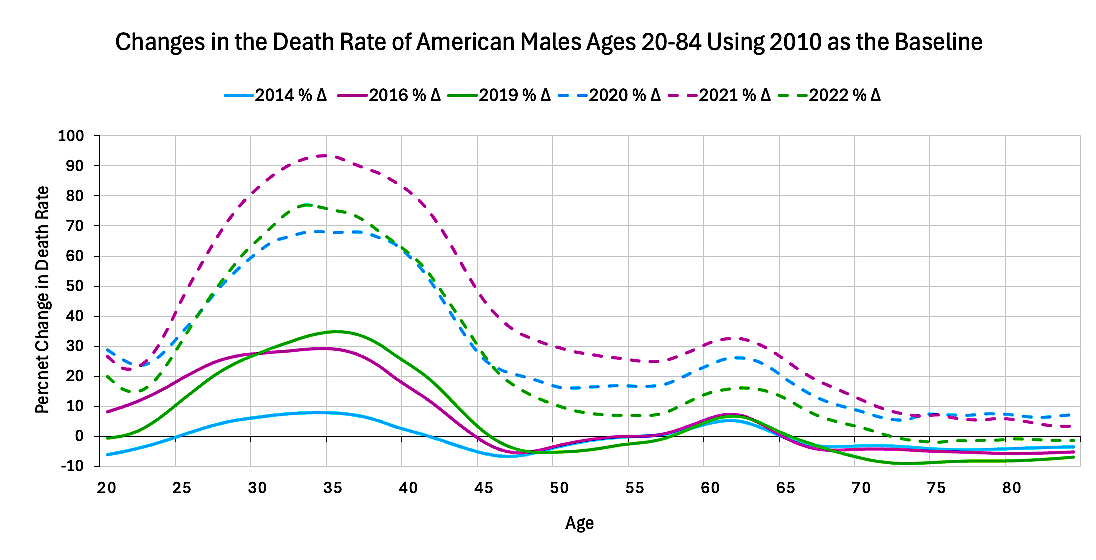 Changes in the Death Rate of American Males Ages 20-84 Using 2010 as the Baseline
2014 % Δ 2016 % Δ 2019 % Δ 2020 % Δ 2021 % Δ 2022 % Δ
Percnet Change in Death Rate
100
90
80
70
60
50
40
30
20
10
0
-10
20 25 30 35 40 45 50 55 60 65 70 75 80
Age